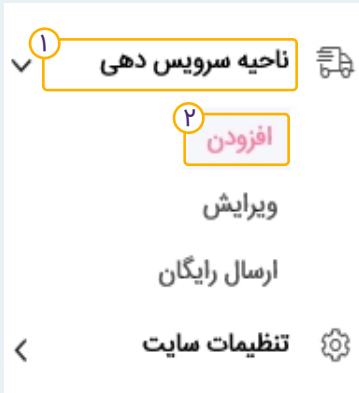 ۱
ناحیه سرویس دهی
۲
افزودن
ویرایش
ارسال رایگان
تنظیمات سایت